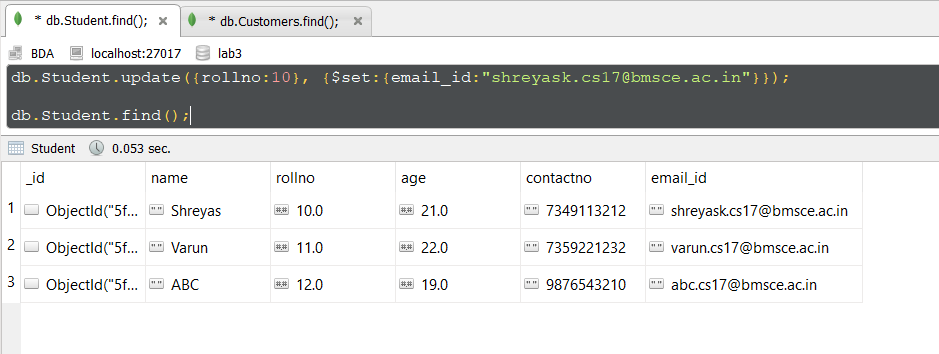 * db.Student.find(); * db.Customers.find();
BDA localhost:27017 lab3
db.Student.update({rollno:10}, {$set:{email_id:"shreyask.cs17@bmsce.ac.in"}});
db.Student.find();
Student 0.053 sec.
_id name rollno age contactno email_id
1 ObjectId("5f... "" Shreyas #.# 10.0 #.# 21.0 "" 7349113212 "" shreyask.cs17@bmsce.ac.in
2 ObjectId("5f... "" Varun #.# 11.0 #.# 22.0 "" 7359221232 "" varun.cs17@bmsce.ac.in
3 ObjectId("5f... "" ABC #.# 12.0 #.# 19.0 "" 9876543210 "" abc.cs17@bmsce.ac.in